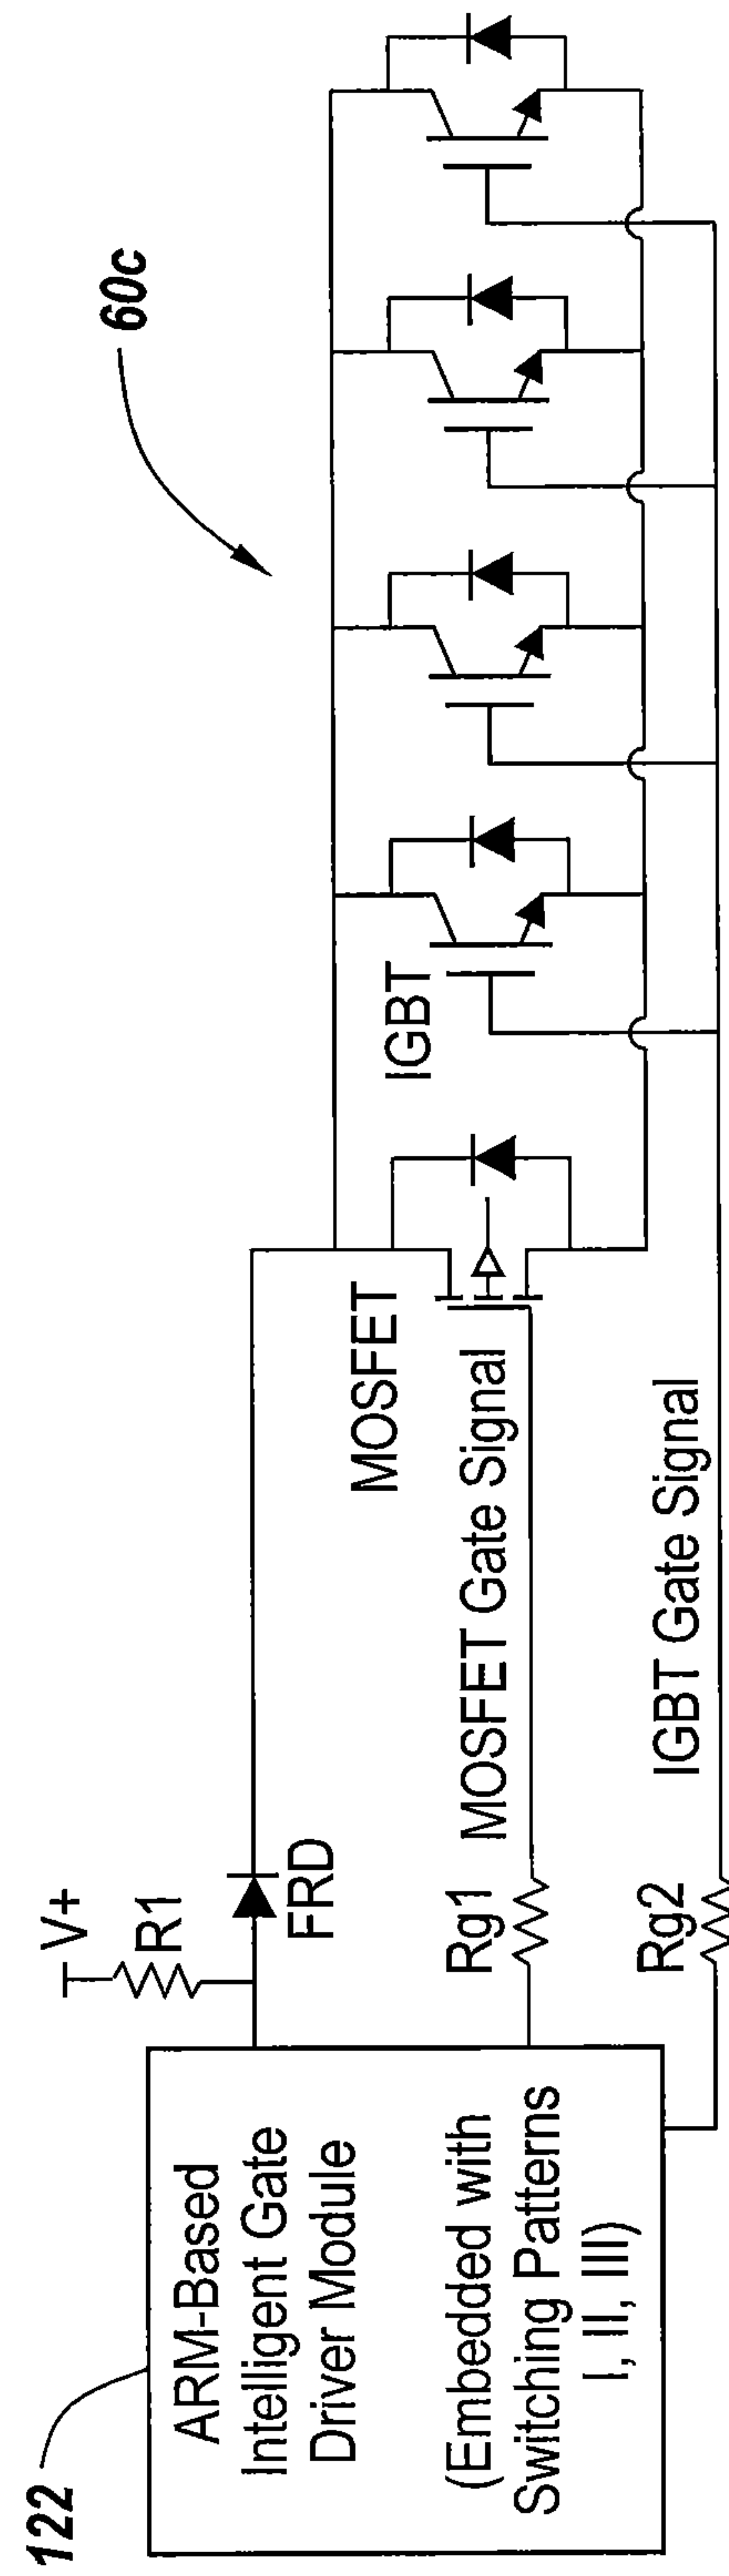 122
ARM-Based
Intelligent Gate
Driver Module
(Embedded with
Switching Patterns
I, II, III)
V+
R1
FRD
Rg1
Rg2
MOSFET Gate Signal
IGBT Gate Signal
MOSFET
IGBT
60c